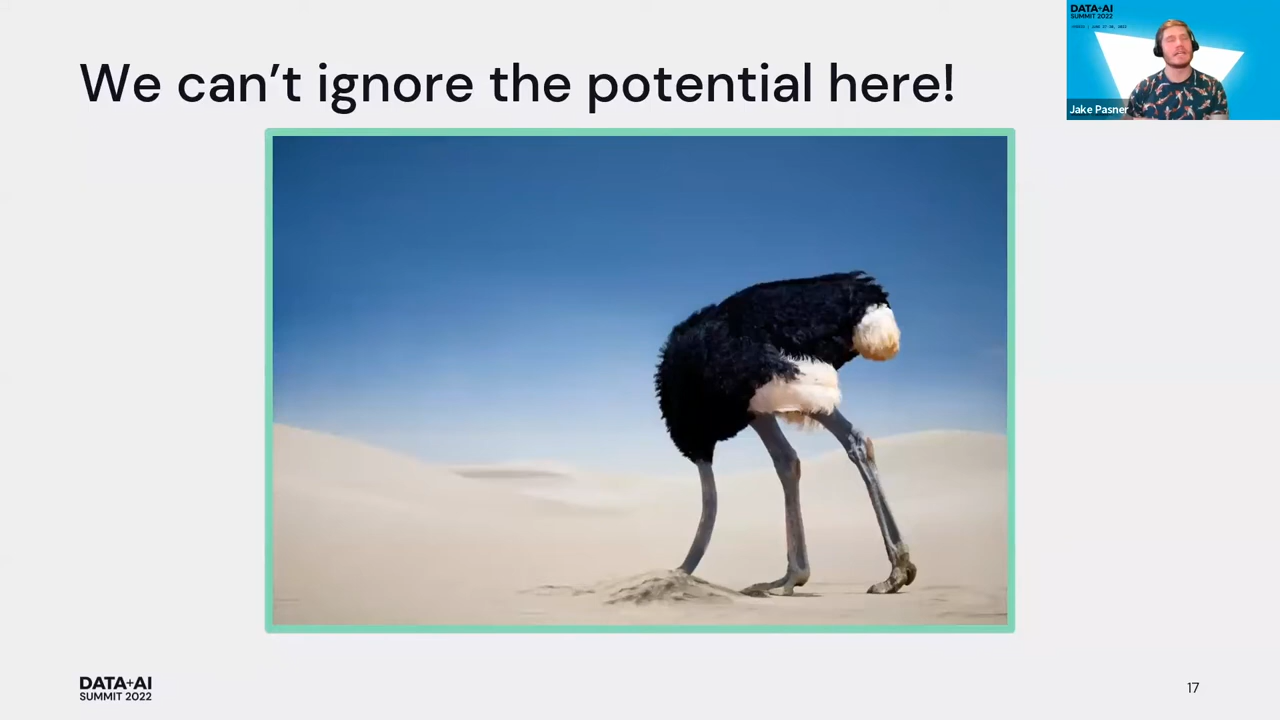 We can't ignore the potential here!
DATA+AI
SUMMIT 2022
Jake Pasner
DATA+AI
SUMMIT 2022
17